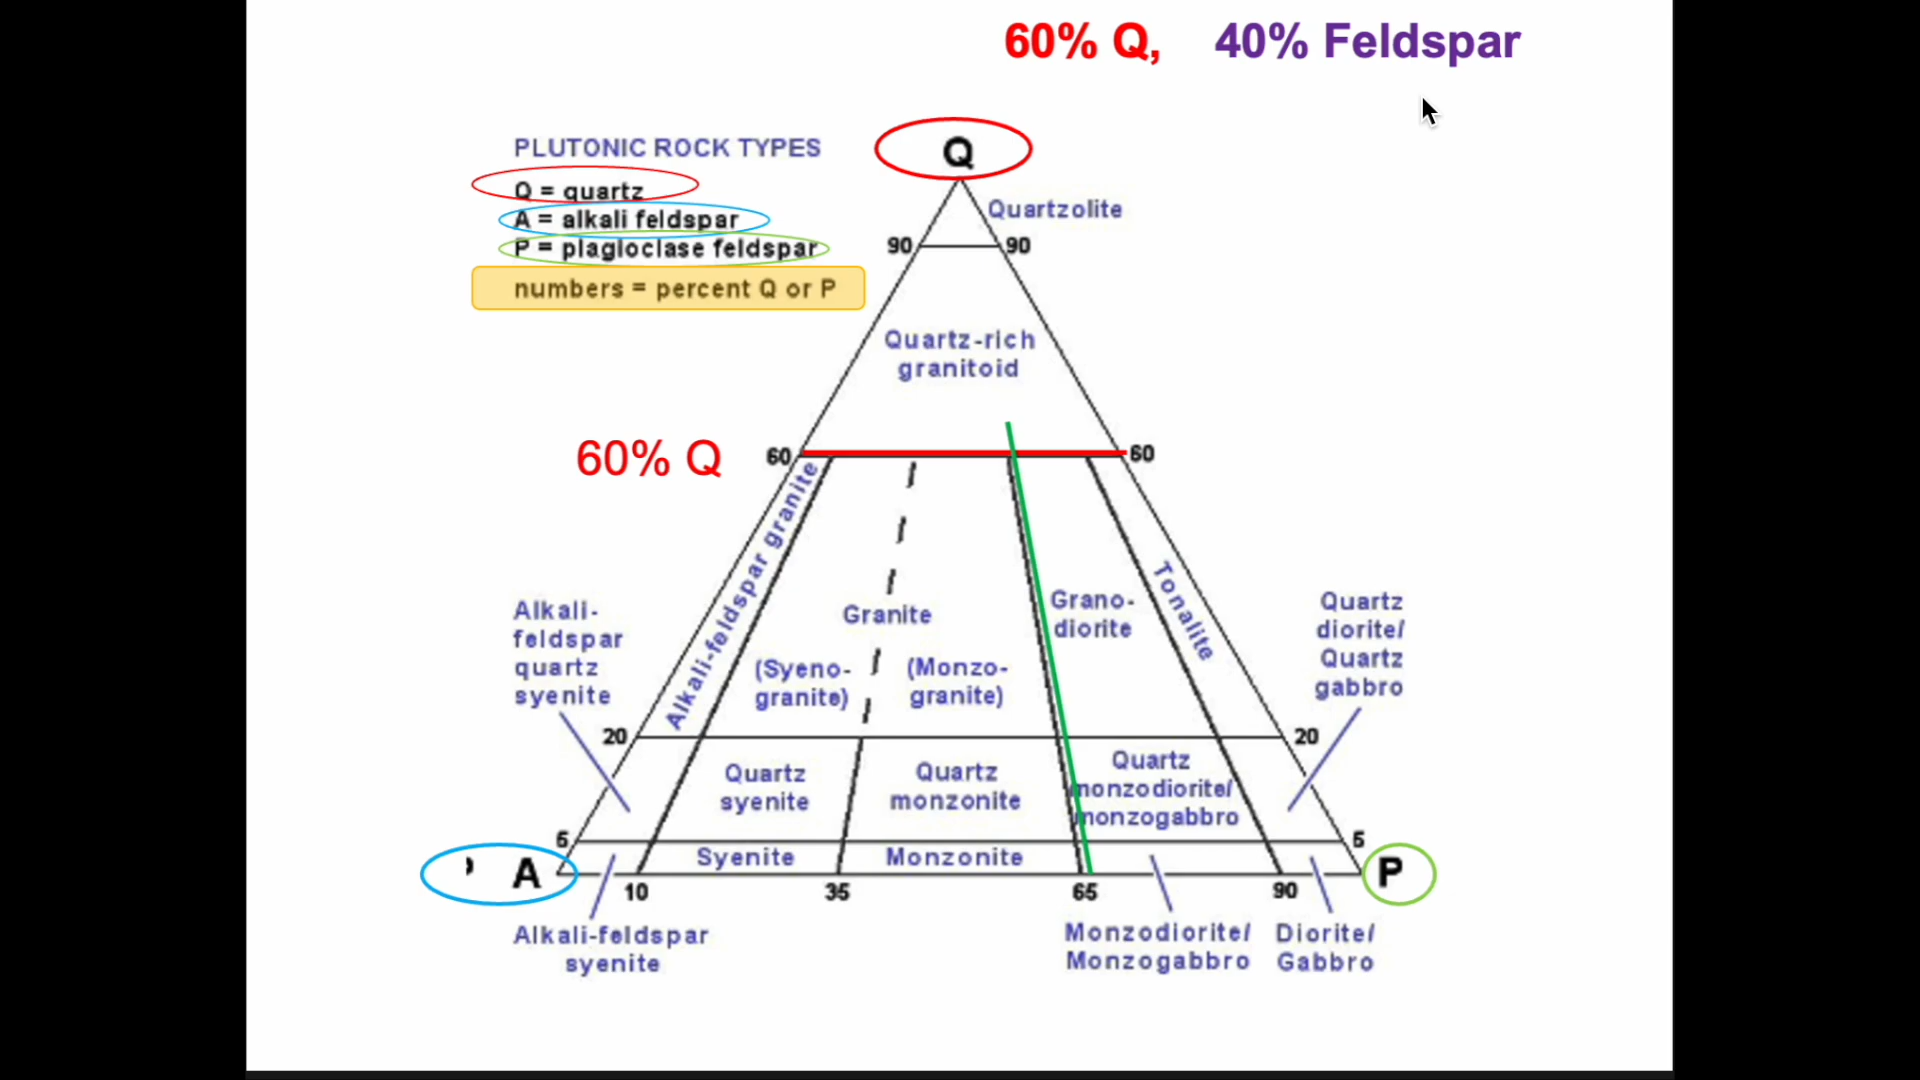 60% Q, 40% Feldspar
PLUTONIC ROCK TYPES
Q = quartz
A = alkali feldspar
P = plagioclase feldspar
numbers = percent Q or P
Q
Quartzolite
90
90
Quartz-rich
granitoid
60% Q
60
60
Alkali-feldspar granite
Granite
(Syeno-
granite)
(Monzo-
granite)
Grano-
diorite
Tonalite
Alkali-
feldspar
quartz
syenite
Quartz
diorite/
Quartz
gabbro
20
20
Quartz
syenite
Quartz
monzonite
Quartz
monzodiorite/
monzogabbro
5
5
Syenite
Monzonite
A
P
10
35
65
90
Alkali-feldspar
syenite
Monzodiorite/
Monzogabbro
Diorite/
Gabbro